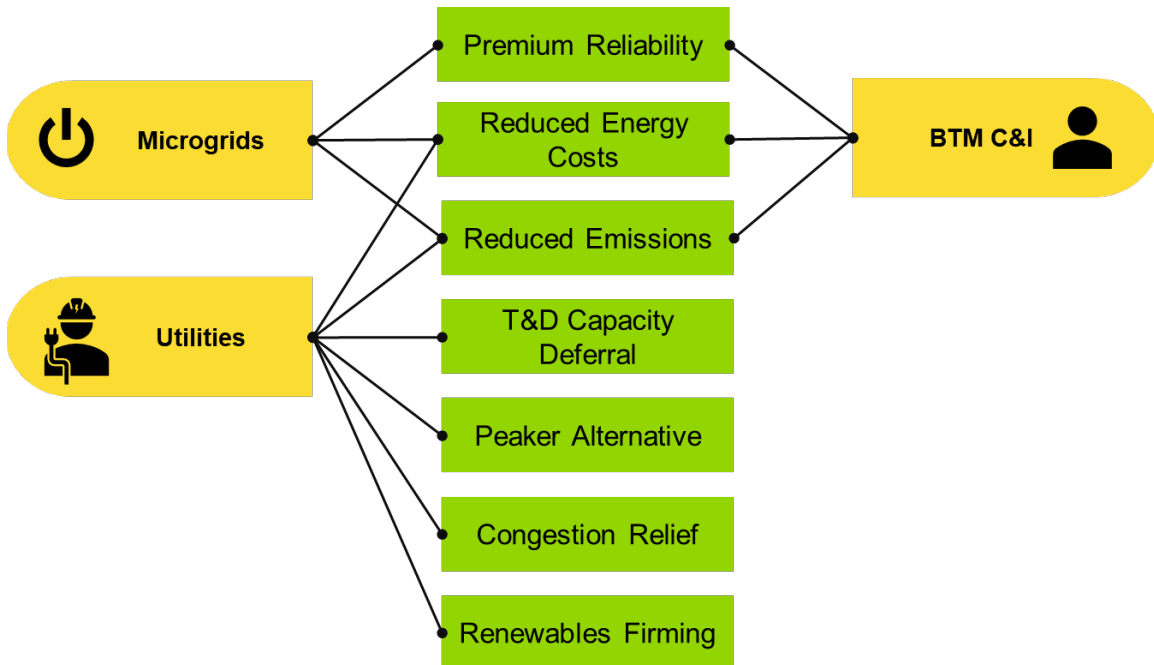 Premium Reliability
Microgrids
Reduced Energy
Costs
BTM C&I
Reduced Emissions
Utilities
T&D Capacity
Deferral
Peaker Alternative
Congestion Relief
Renewables Firming